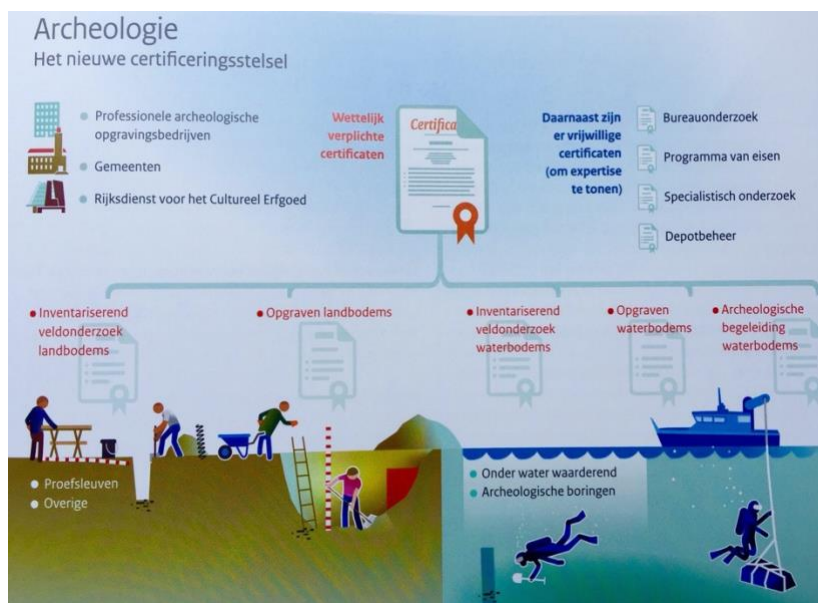 Archeologie
Het nieuwe certificeringsstelsel
Professionele archeologische
opgravingsbedrijven
Gemeenten
Rijksdienst voor het Cultureel Erfgoed
Wettelijk
verplichte
certificaten
Certifica
Daarnaast zijn
er vrijwillige
certificaten
(om expertise
te tonen)
Bureauonderzoek
Programma van eisen
Specialistisch onderzoek
Depotbeheer
Inventariserend
veldonderzoek
landbodems
Opgraven landbodems
Inventariserend
veldonderzoek
waterbodems
Opgraven
waterbodems
Archeologische
begeleiding
waterbodems
Proefsleuven
Overige
Onder water waarderend
Archeologische boringen